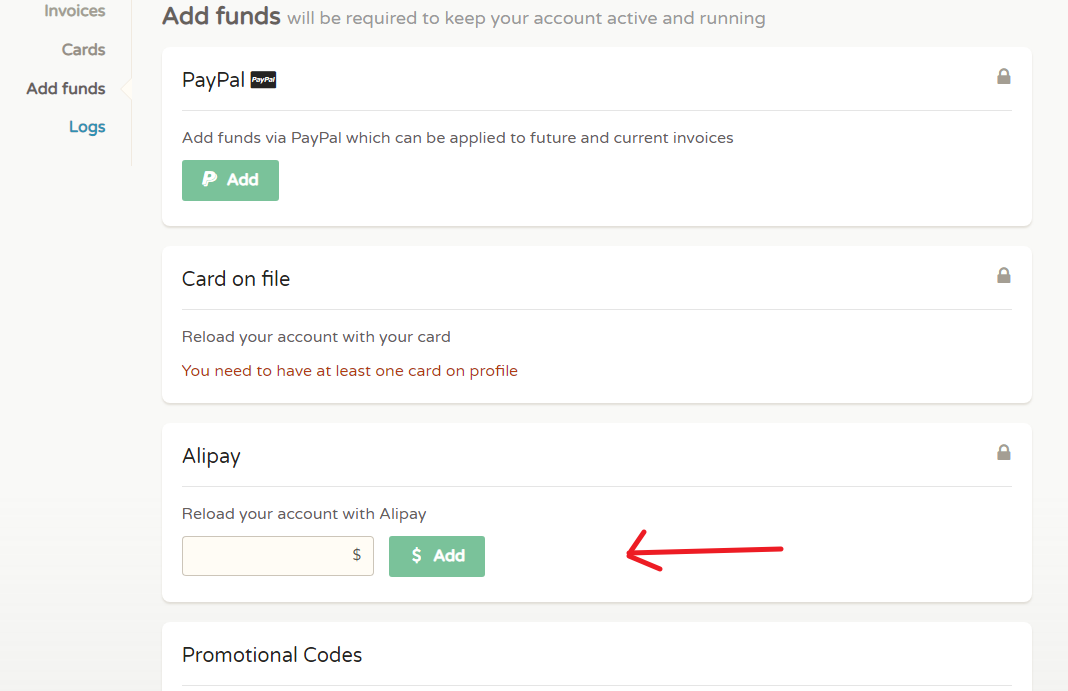 Invoices
Cards
Add funds
Logs
Add funds will be required to keep your account active and running
PayPal PayPal
Add funds via PayPal which can be applied to future and current invoices
Add
Card on file
Reload your account with your card
You need to have at least one card on profile
Alipay
Reload your account with Alipay
$ $ Add
Promotional Codes